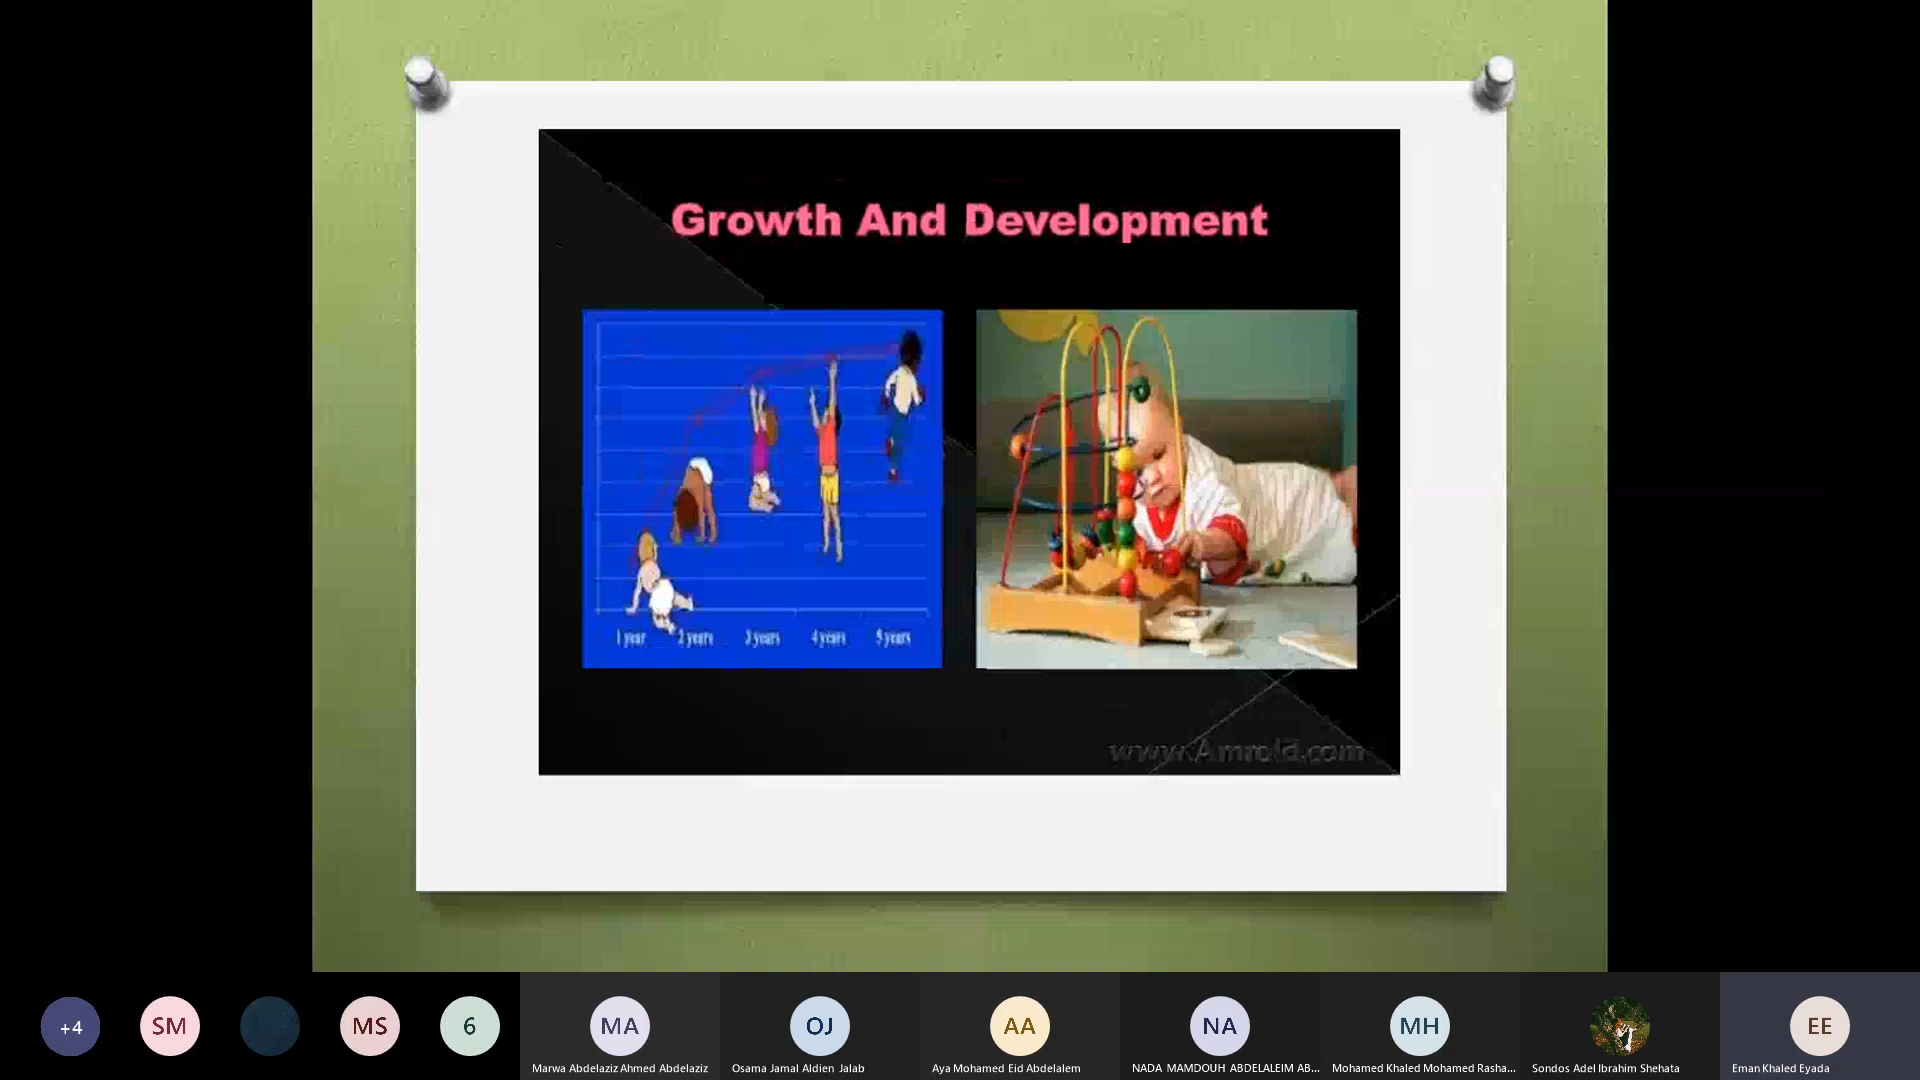 Growth And Development
1 year 2 years 3 years 4 years 5 years
www.Amrold.com
+4 SM MS 6 MA OJ AA NA MH EE
Marwa Abdelaziz Ahmed Abdelaziz Osama Jamal Aldien Jalab Aya Mohamed Eid Abdelalem NADA MAMDOUH ABDELALEIM AB... Mohamed Khaled Mohamed Rasha... Sondos Adel Ibrahim Shehata Eman Khaled Eyada